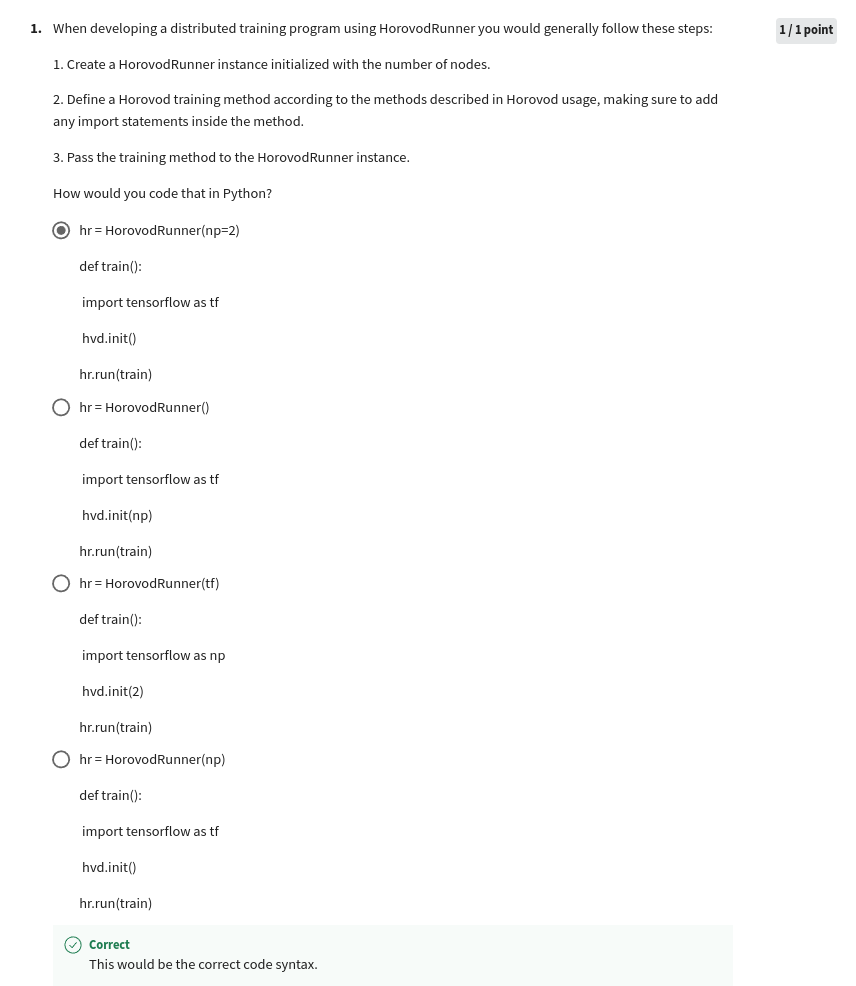 1. When developing a distributed training program using HorovodRunner you would generally follow these steps:
1 / 1 point
1. Create a HorovodRunner instance initialized with the number of nodes.
2. Define a Horovod training method according to the methods described in Horovod usage, making sure to add
any import statements inside the method.
3. Pass the training method to the HorovodRunner instance.
How would you code that in Python?
hr = HorovodRunner(np=2)
def train():
import tensorflow as tf
hvd.init()
hr.run(train)
hr = HorovodRunner()
def train():
import tensorflow as tf
hvd.init(np)
hr.run(train)
hr = HorovodRunner(tf)
def train():
import tensorflow as np
hvd.init(2)
hr.run(train)
hr = HorovodRunner(np)
def train():
import tensorflow as tf
hvd.init()
hr.run(train)
Correct
This would be the correct code syntax.